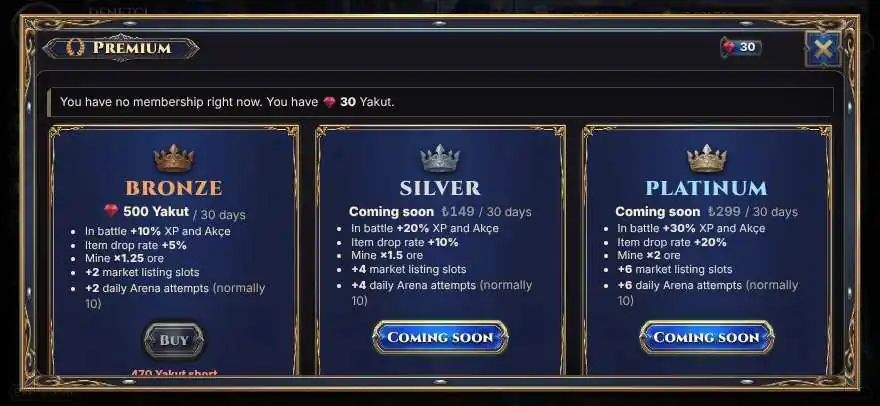 PREMIUM
30
You have no membership right now. You have 30 Yakut.
BRONZE
500 Yakut / 30 days
• In battle +10% XP and Akçe
• Item drop rate +5%
• Mine ×1.25 ore
• +2 market listing slots
• +2 daily Arena attempts (normally
10)
BUY
470 Yakut short
SILVER
Coming soon ₺149 / 30 days
• In battle +20% XP and Akçe
• Item drop rate +10%
• Mine ×1.5 ore
• +4 market listing slots
• +4 daily Arena attempts (normally
10)
COMING SOON
PLATINUM
Coming soon ₺299 / 30 days
• In battle +30% XP and Akçe
• Item drop rate +20%
• Mine ×2 ore
• +6 market listing slots
• +6 daily Arena attempts (normally
10)
COMING SOON